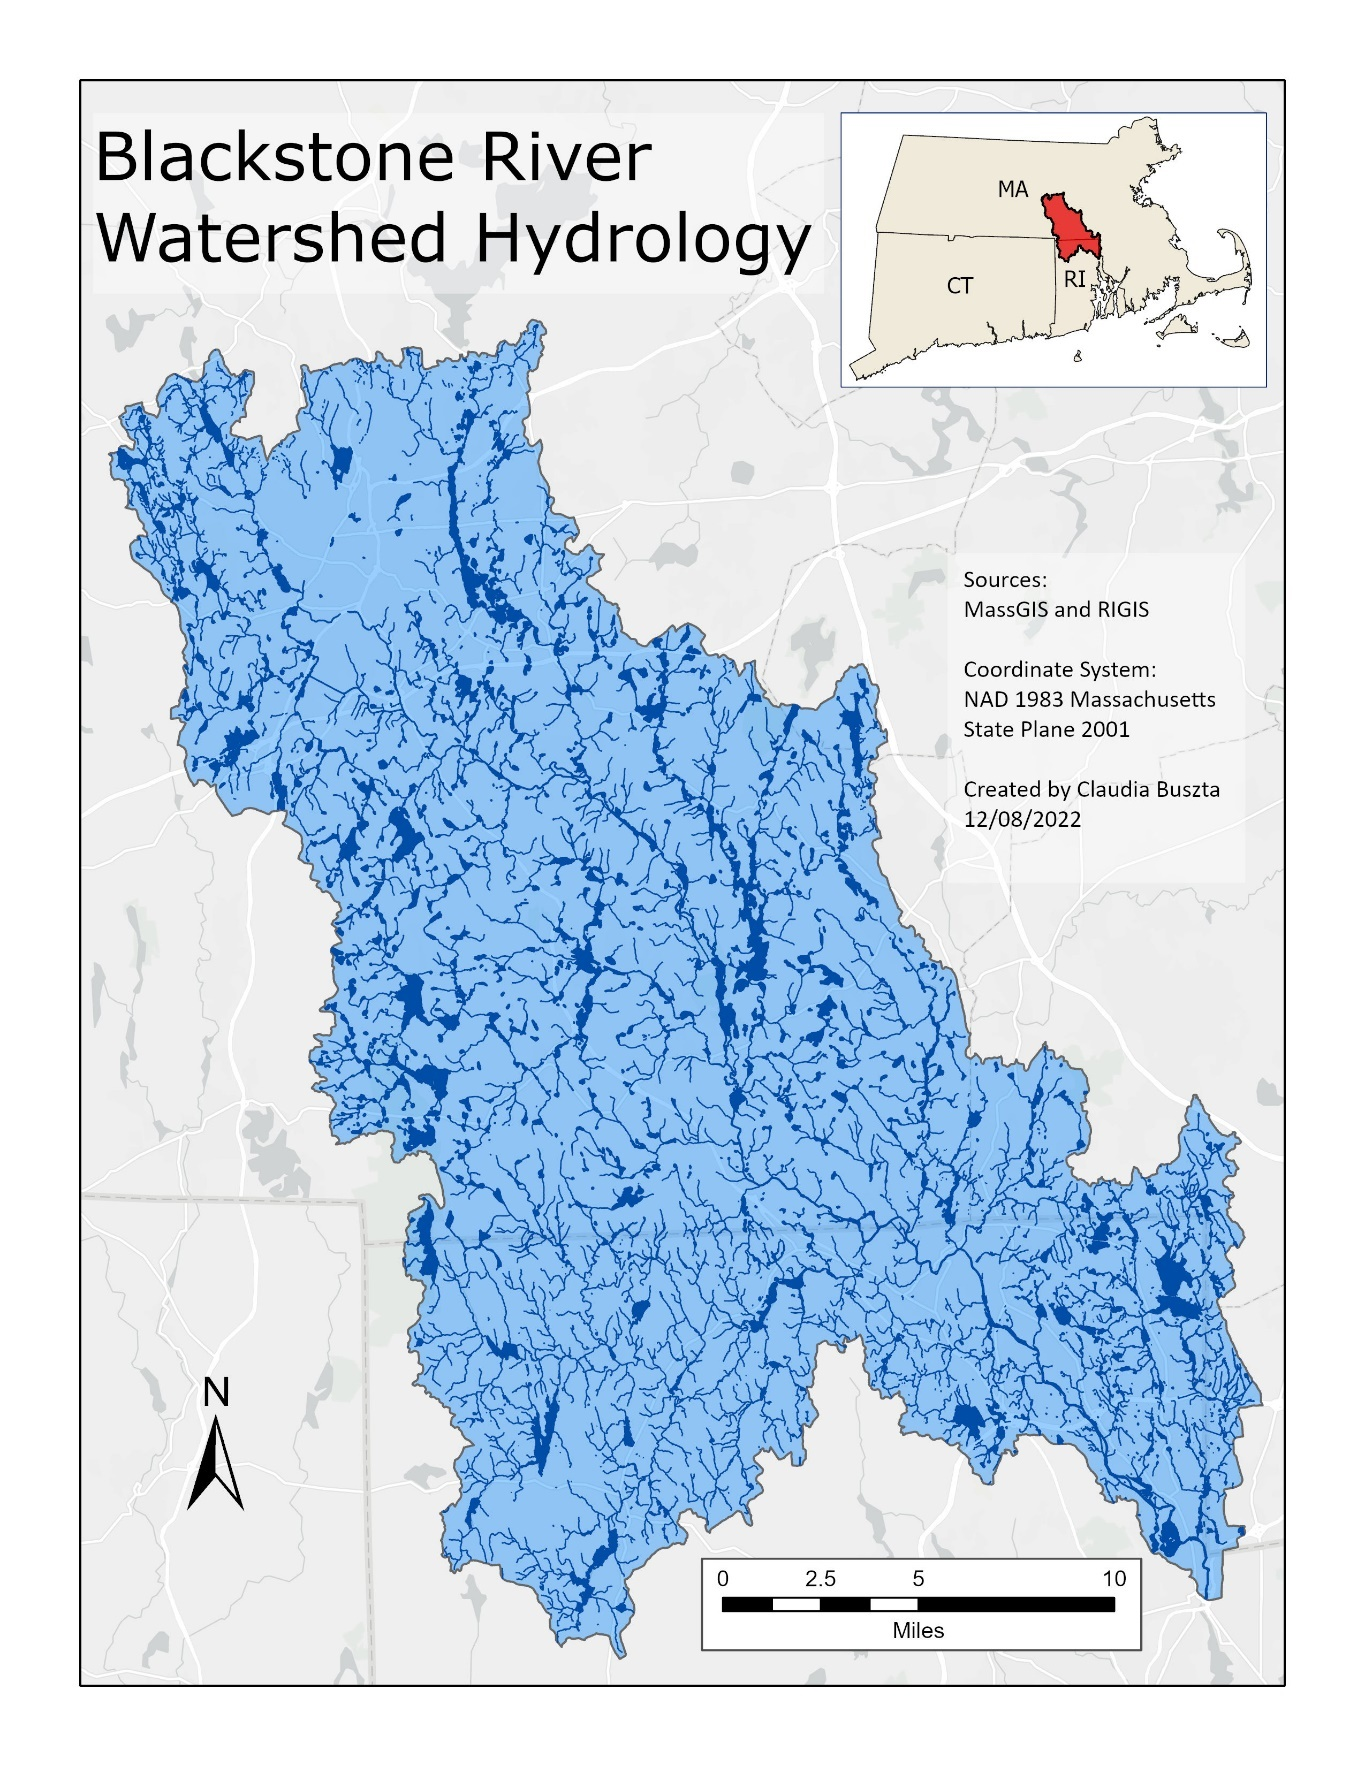 Blackstone River
Watershed Hydrology
MA
CT
RI
Sources:
MassGIS and RIGIS
Coordinate System:
NAD 1983 Massachusetts
State Plane 2001
Created by Claudia Buszta
12/08/2022
N
0 2.5 5 10
Miles